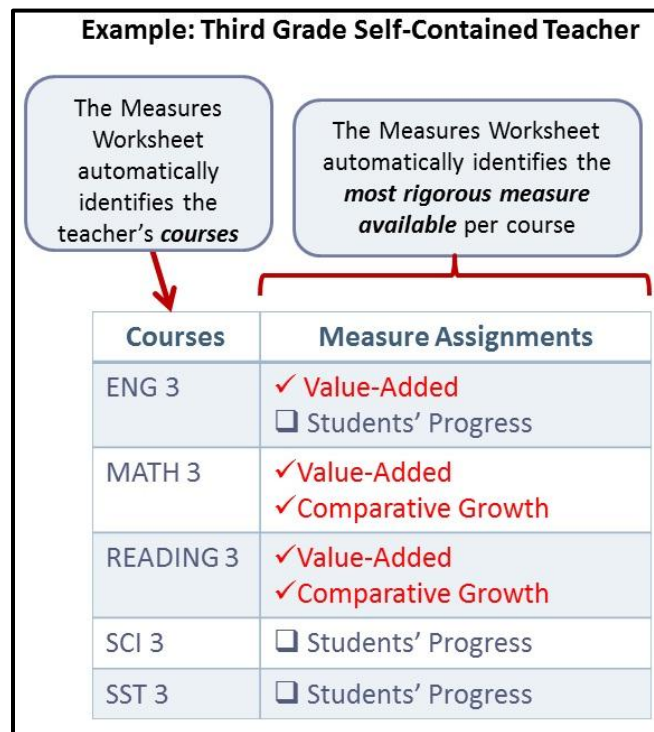 Example: Third Grade Self-Contained Teacher
The Measures
Worksheet
automatically
identifies the
teacher's courses
The Measures Worksheet
automatically identifies the
most rigorous measure
available per course
Courses
Measure Assignments
ENG 3
✓ Value-Added
❑ Students' Progress
MATH 3
✓Value-Added
✓Comparative Growth
READING 3
✓Value-Added
✓Comparative Growth
SCI 3
❑ Students' Progress
SST 3
❑ Students' Progress